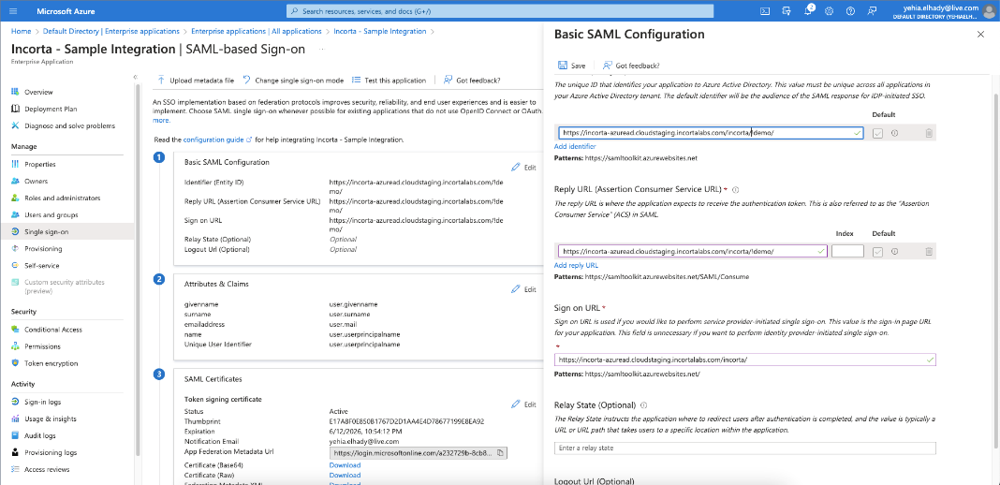 Microsoft Azure
Search resources, services, and docs (G+/)
2
yehia.elhady@live.com
DEFAULT DIRECTORY (YEHIAELH...
Home > Default Directory | Enterprise applications > Enterprise applications | All applications > Incorta - Sample Integration >
Incorta - Sample Integration | SAML-based Sign-on ...
Enterprise Application
Overview
Deployment Plan
Diagnose and solve problems
Manage
Properties
Owners
Roles and administrators
Users and groups
Single sign-on
Provisioning
Self-service
Custom security attributes
(preview)
Security
Conditional Access
Permissions
Token encryption
Activity
Sign-in logs
Usage & insights
Audit logs
Provisioning logs
Access reviews
Upload metadata file
Change single sign-on mode
Test this application
Got feedback?
An SSO implementation based on federation protocols improves security, reliability, and end user experiences and is easier to
implement. Choose SAML single sign-on whenever possible for existing applications that do not use OpenID Connect or OAuth.
more.
Read the configuration guide for help integrating Incorta - Sample Integration.
1
Basic SAML Configuration
Edit
Identifier (Entity ID) https://incorta-azuread.cloudstaging.incortalabs.com/incorta/!de
mo/
Reply URL (Assertion Consumer Service URL) https://incorta-azuread.cloudstaging.incortalabs.com/incorta/!de
mo/
Sign on URL https://incorta-azuread.cloudstaging.incortalabs.com/incorta/!de
mo/
Relay State (Optional) Optional
Logout Url (Optional) Optional
2
Attributes & Claims
Edit
givenname user.givenname
surname user.surname
emailaddress user.mail
name user.userprincipalname
Unique User Identifier user.userprincipalname
3
SAML Certificates
Token signing certificate
Edit
Status Active
Thumbprint E17A8F0E850B1767D2D1AA4E4D78677199E8EA92
Expiration 6/12/2026, 10:54:12 PM
Notification Email yehia.elhady@live.com
App Federation Metadata Url https://login.microsoftonline.com/a232729b-8cb8...
Certificate (Base64) Download
Certificate (Raw) Download
Basic SAML Configuration
Save
Got feedback?
The unique ID that identifies your application to Azure Active Directory. This value must be unique across all applications in
your Azure Active Directory tenant. The default identifier will be the audience of the SAML response for IDP-initiated SSO.
Default
https://incorta-azuread.cloudstaging.incortalabs.com/incorta/!demo/
Add identifier
Patterns: https://samltoolkit.azurewebsites.net
Reply URL (Assertion Consumer Service URL) *
The reply URL is where the application expects to receive the authentication token. This is also referred to as the "Assertion
Consumer Service" (ACS) in SAML.
Index Default
https://incorta-azuread.cloudstaging.incortalabs.com/incorta/!demo/
Add reply URL
Patterns: https://samltoolkit.azurewebsites.net/SAML/Consume
Sign on URL *
Sign on URL is used if you would like to perform service provider-initiated single sign-on. This value is the sign-in page URL
for your application. This field is unnecessary if you want to perform identity provider-initiated single sign-on.
*
https://incorta-azuread.cloudstaging.incortalabs.com/incorta/
Patterns: https://samltoolkit.azurewebsites.net/
Relay State (Optional)
The Relay State instructs the application where to redirect users after authentication is completed, and the value is typically a
URL or URL path that takes users to a specific location within the application.
Enter a relay state
Logout Url (Optional)